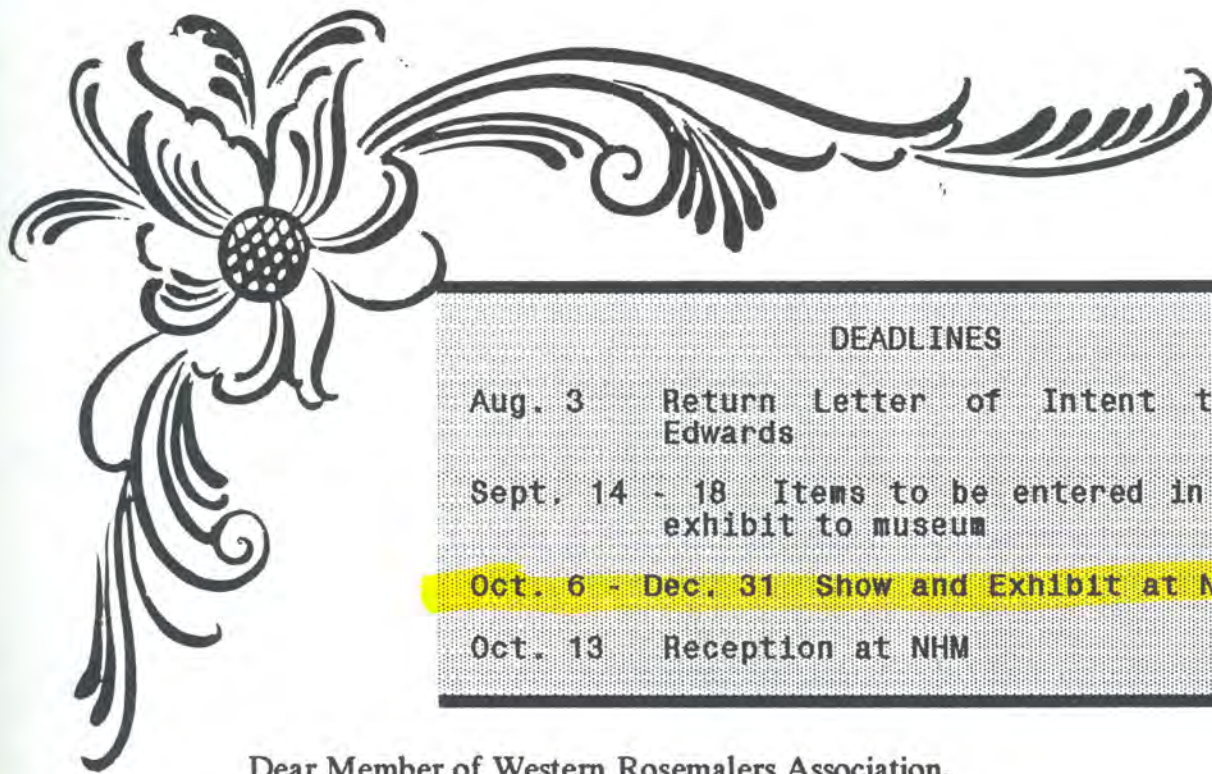 DEADLINES
Aug. 3 Return Letter of Intent t
Edwards
Sept. 14 - 18 Items to be entered in
exhibit to museum
Oct. 6 - Dec. 31 Show and Exhibit at N
Oct. 13 Reception at NHM
Dear Member of Western Rosemalers Association,